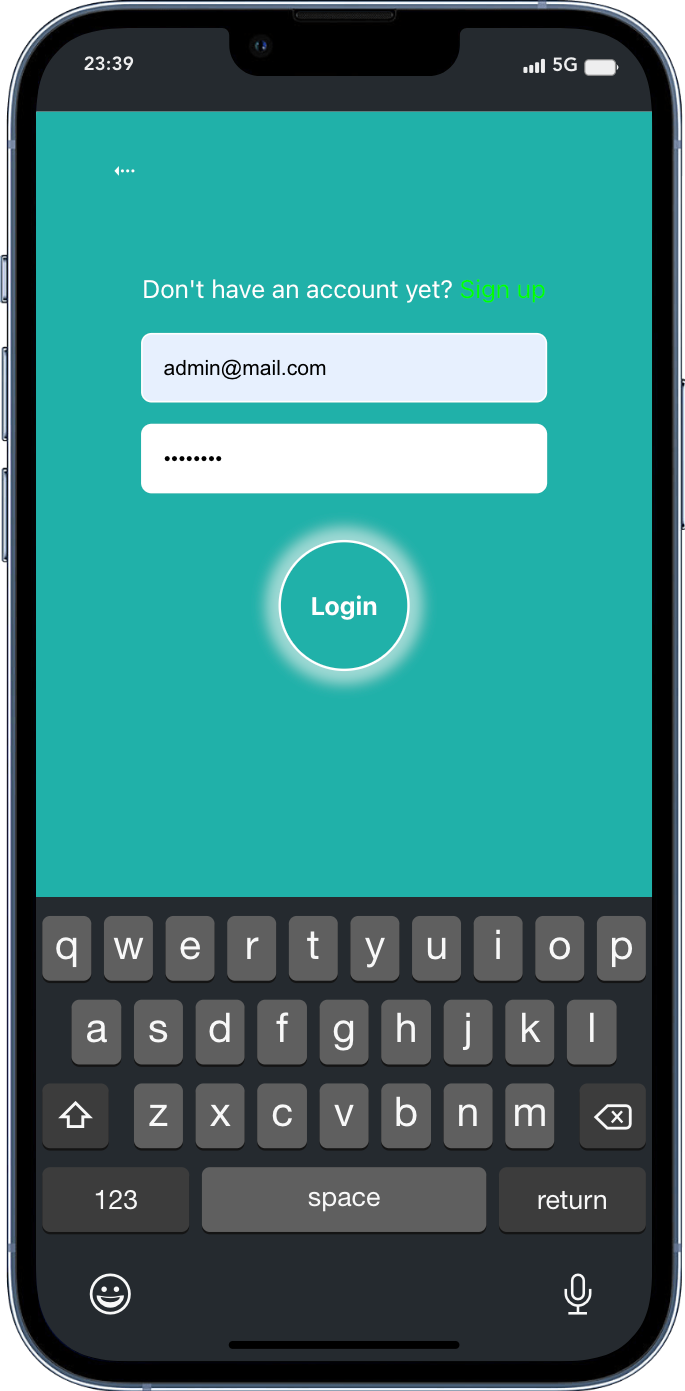 23:39 5G
Don't have an account yet? Sign up
admin@mail.com
••••••••
Login
q w e r t y u i o p
a s d f g h j k l
z x c v b n m
123 space return